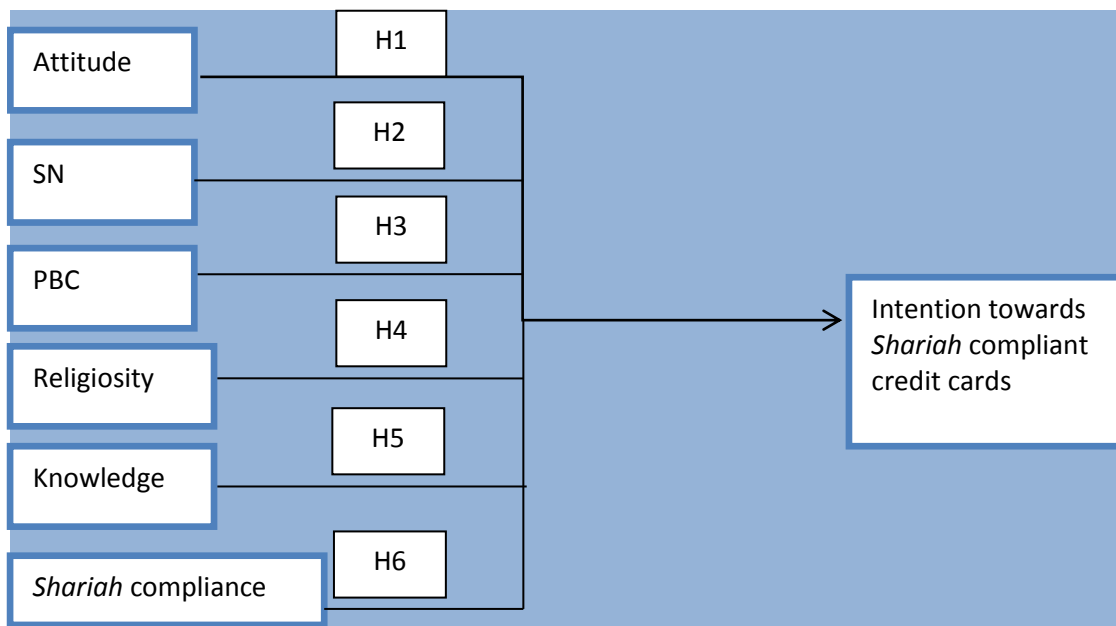 H1
Attitude
H2
SN
H3
PBC
H4
Religiosity
H5
Knowledge
H6
Shariah compliance
Intention towards
Shariah compliant
credit cards